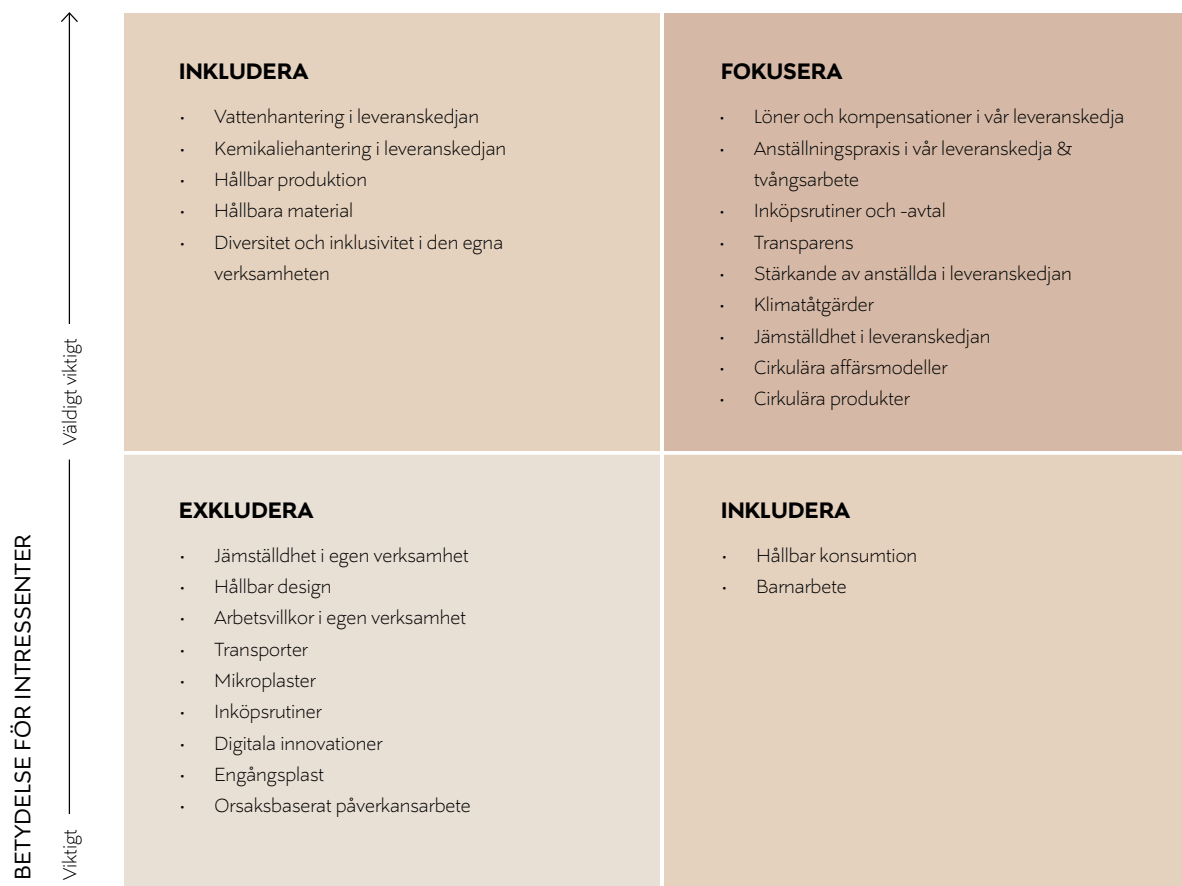 INKLUDERA
• Vattenhantering i leveranskedjan
• Kemikaliehantering i leveranskedjan
• Hållbar produktion
• Hållbara material
• Diversitet och inklusivitet i den egna
verksamheten
FOKUSERA
• Löner och kompensationer i vår leveranskedja
• Anställningspraxis i vår leveranskedja &
tvångsarbete
• Inköpsrutiner och -avtal
• Transparens
• Stärkande av anställda i leveranskedjan
• Klimatåtgärder
• Jämställdhet i leveranskedjan
• Cirkulära affärsmodeller
• Cirkulära produkter
EXKLUDERA
• Jämställdhet i egen verksamhet
• Hållbar design
• Arbetsvillkor i egen verksamhet
• Transporter
• Mikroplaster
• Inköpsrutiner
• Digitala innovationer
• Engångsplast
• Orsaksbaserat påverkansarbete
INKLUDERA
• Hållbar konsumtion
• Barnarbete
BETYDELSE FÖR INTRESSENTER
Viktigt
Väldigt viktigt